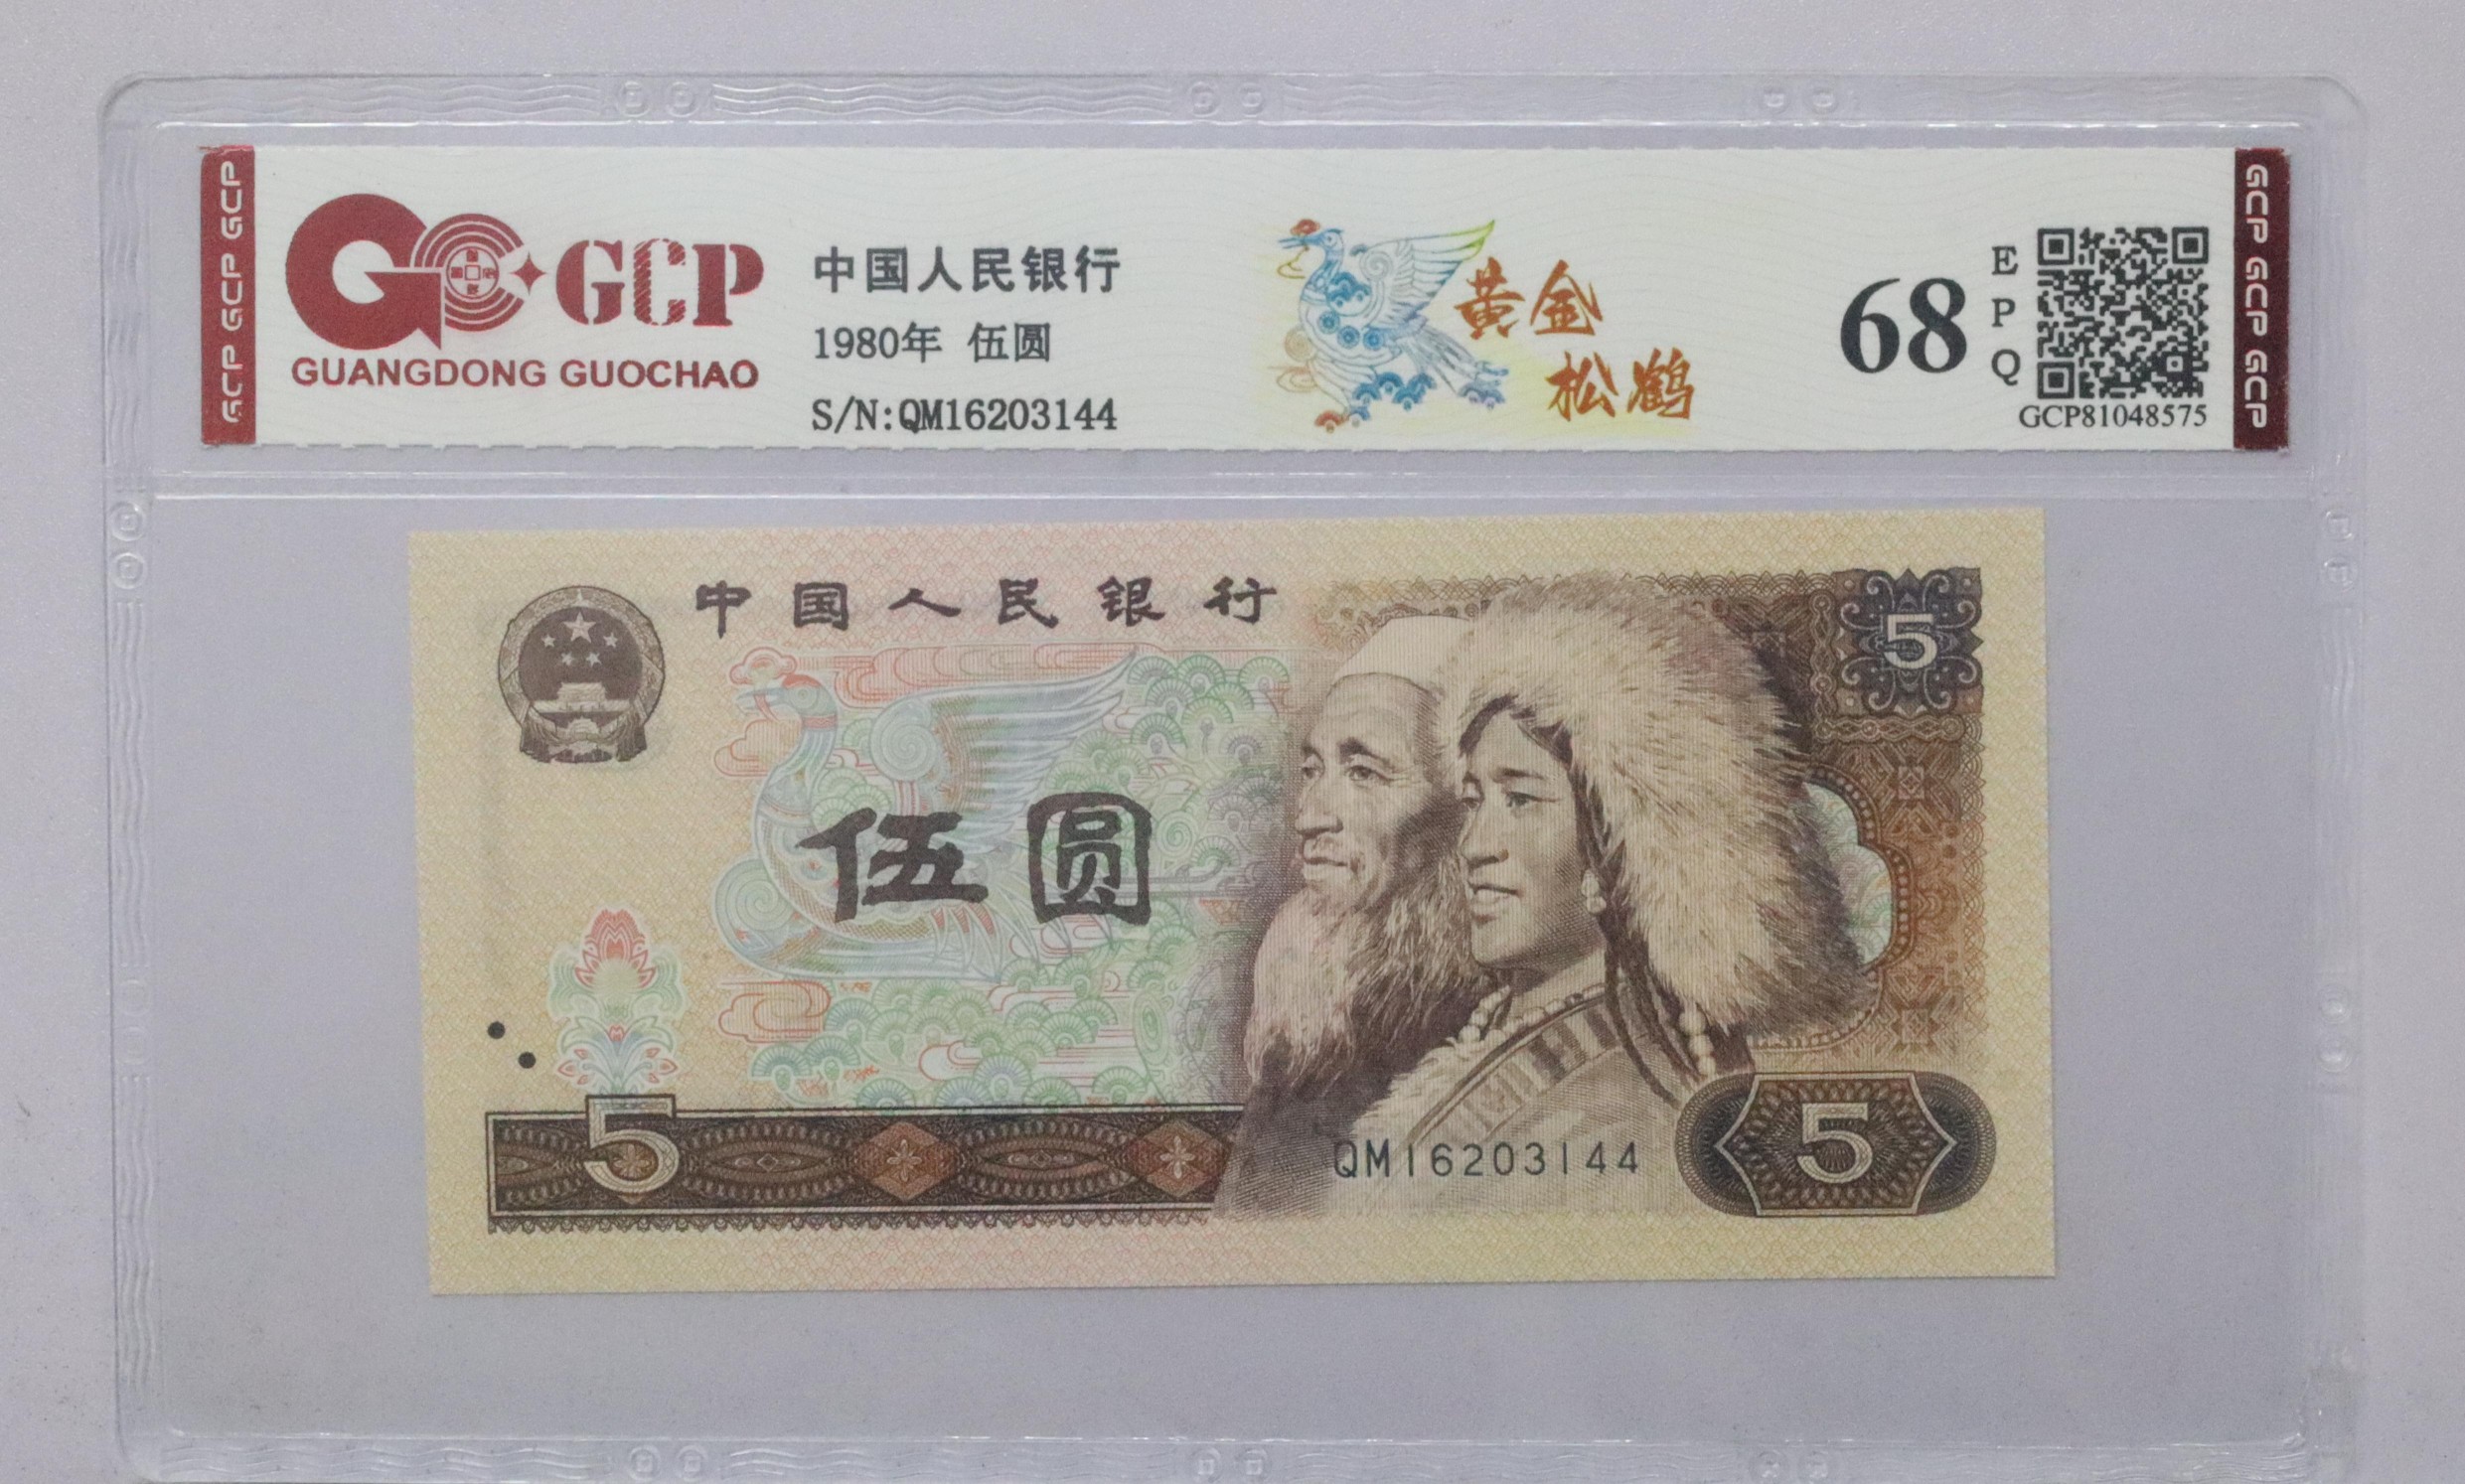 GCP GCP GCP
GCP
GUANGDONG GUOCHAO
中国人民银行
1980年 伍圆
S/N:QM16203144
黄金
松鹤
68
EPQ
GCP81048575
GCP GCP GCP
中国人民银行
5
伍圆
5
QM16203144
5